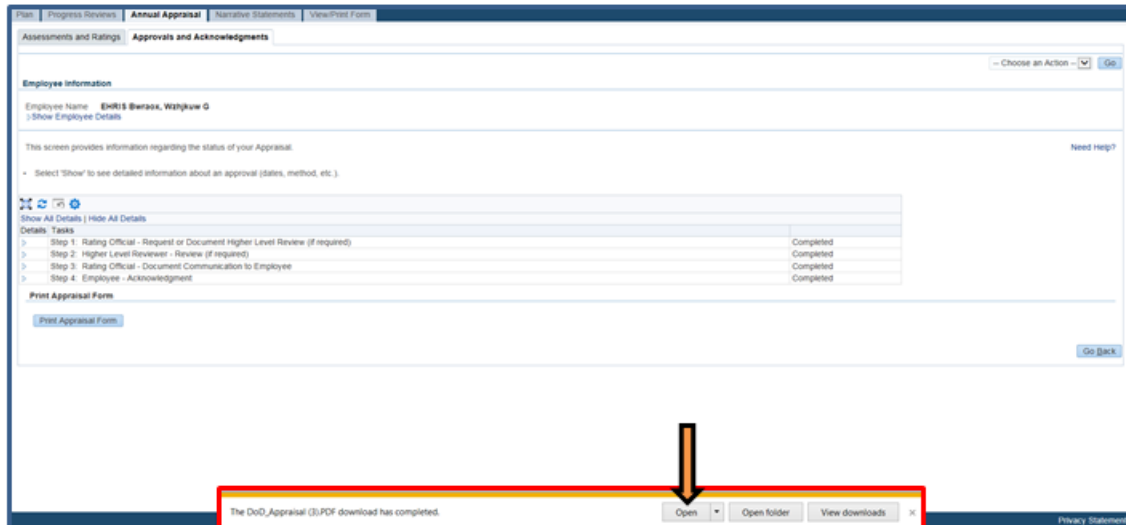 Plan Progress Reviews Annual Appraisal Narrative Statements View/Print Form
Assessments and Ratings Approvals and Acknowledgments
-- Choose an Action -- Go
Employee Information
Employee Name EHRIS Bwraox, Wzhjkuw G
Show Employee Details
This screen provides information regarding the status of your Appraisal. Need Help?
• Select 'Show' to see detailed information about an approval (dates, method, etc.).
Show All Details | Hide All Details
Details Tasks
Step 1: Rating Official - Request or Document Higher Level Review (if required) Completed
Step 2: Higher Level Reviewer - Review (if required) Completed
Step 3: Rating Official - Document Communication to Employee Completed
Step 4: Employee - Acknowledgment Completed
Print Appraisal Form
Print Appraisal Form
Go Back
The DoD_Appraisal (3).PDF download has completed. Open Open folder View downloads ×
Privacy Statement